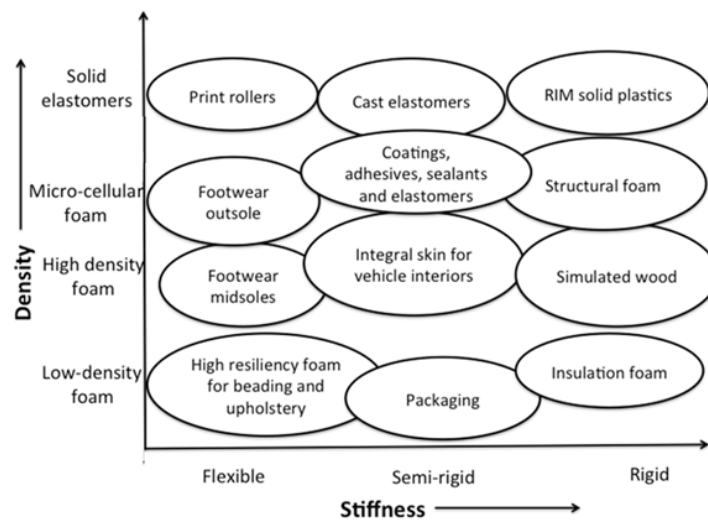 Density
Solid
elastomers
Print rollers
Cast elastomers
RIM solid plastics
Micro-cellular
foam
Footwear
outsole
Coatings,
adhesives, sealants
and elastomers
Structural foam
High density
foam
Footwear
midsoles
Integral skin for
vehicle interiors
Simulated wood
Low-density
foam
High resiliency foam
for beading and
upholstery
Packaging
Insulation foam
Flexible
Semi-rigid
Rigid
Stiffness